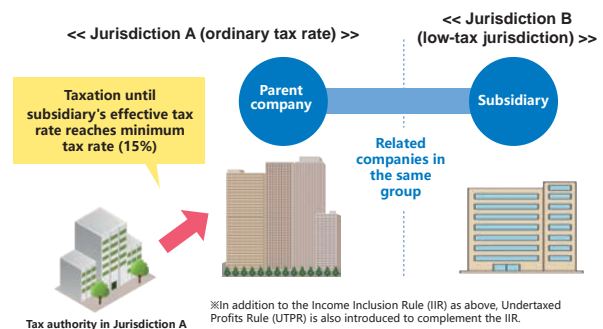 << Jurisdiction A (ordinary tax rate) >>
<< Jurisdiction B
(low-tax jurisdiction) >>
Taxation until
subsidiary's effective tax
rate reaches minimum
tax rate (15%)
Parent
company
Subsidiary
Related
companies in
the same
group
Tax authority in Jurisdiction A
※In addition to the Income Inclusion Rule (IIR) as above, Undertaxed
Profits Rule (UTPR) is also introduced to complement the IIR.